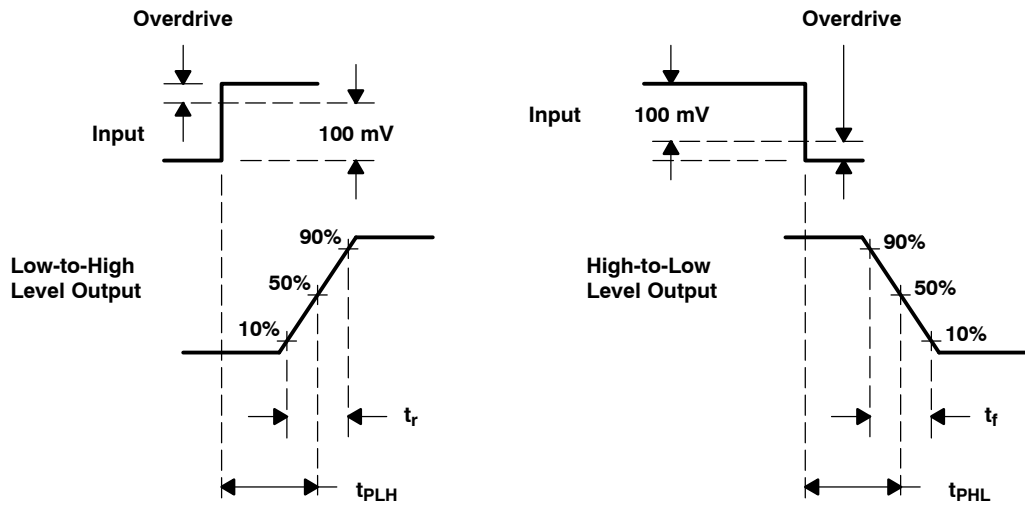 Overdrive
Input
100 mV
90%
Low-to-High
Level Output
50%
10%
tr
tPLH
Overdrive
Input
100 mV
90%
High-to-Low
Level Output
50%
10%
tf
tPHL